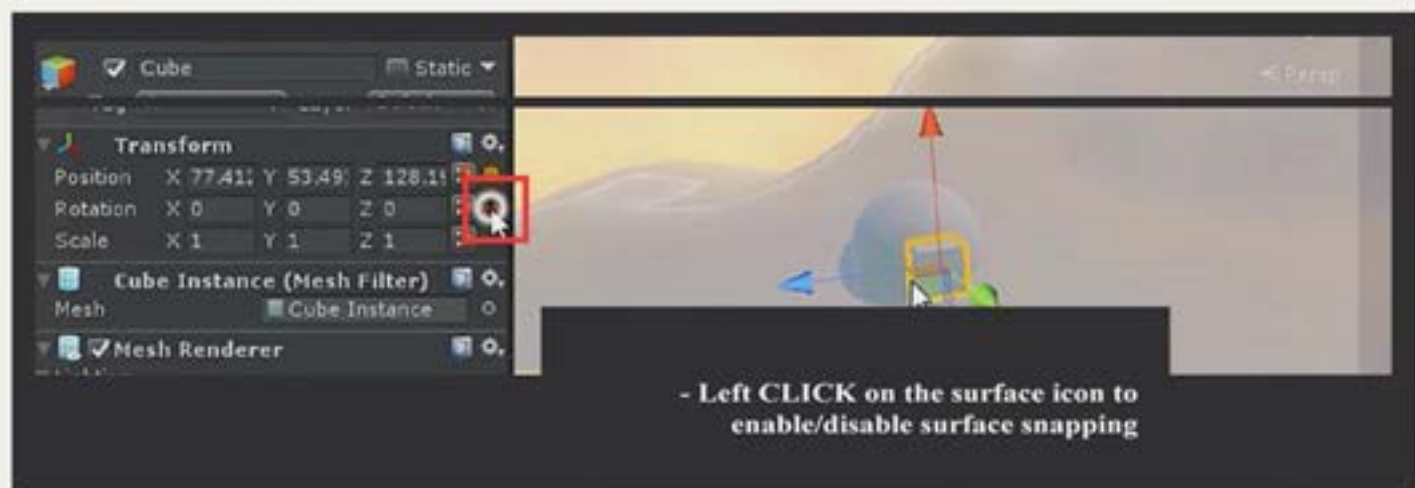 Cube
Static
Transform
Position X 77.41 Y 53.49 Z 128.1
Rotation X 0 Y 0 Z 0
Scale X 1 Y 1 Z 1
Cube Instance (Mesh Filter)
Mesh Cube Instance
Mesh Renderer
Persp
- Left CLICK on the surface icon to
enable/disable surface snapping